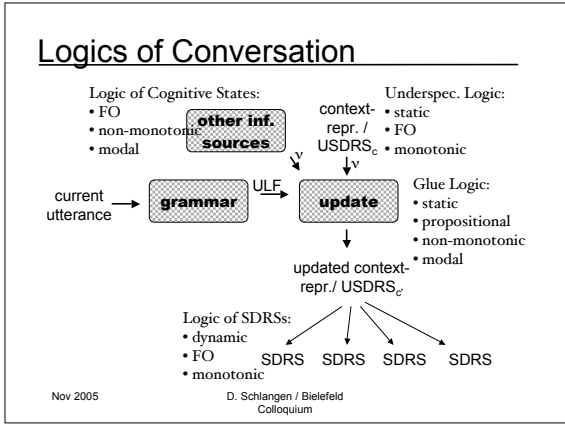 Logics of Conversation
Logic of Cognitive States:
• FO
• non-monotonic
• modal
other inf.
sources
ν
context-
repr. /
USDRSc
ν
Underspec. Logic:
• static
• FO
• monotonic
current
utterance
grammar
ULF
update
Glue Logic:
• static
• propositional
• non-monotonic
• modal
updated context-
repr./ USDRSc'
Logic of SDRSs:
• dynamic
• FO
• monotonic
SDRS SDRS SDRS SDRS
Nov 2005
D. Schlangen / Bielefeld
Colloquium